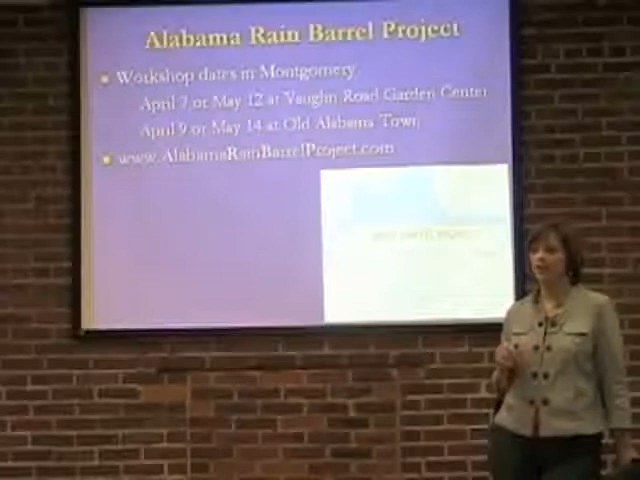 Alabama Rain Barrel Project
Workshop dates in Montgomery
April 7 or May 12 at Vaughn Road Garden Center
April 9 or May 14 at Old Alabama Town
www.AlabamaRainBarrelProject.com